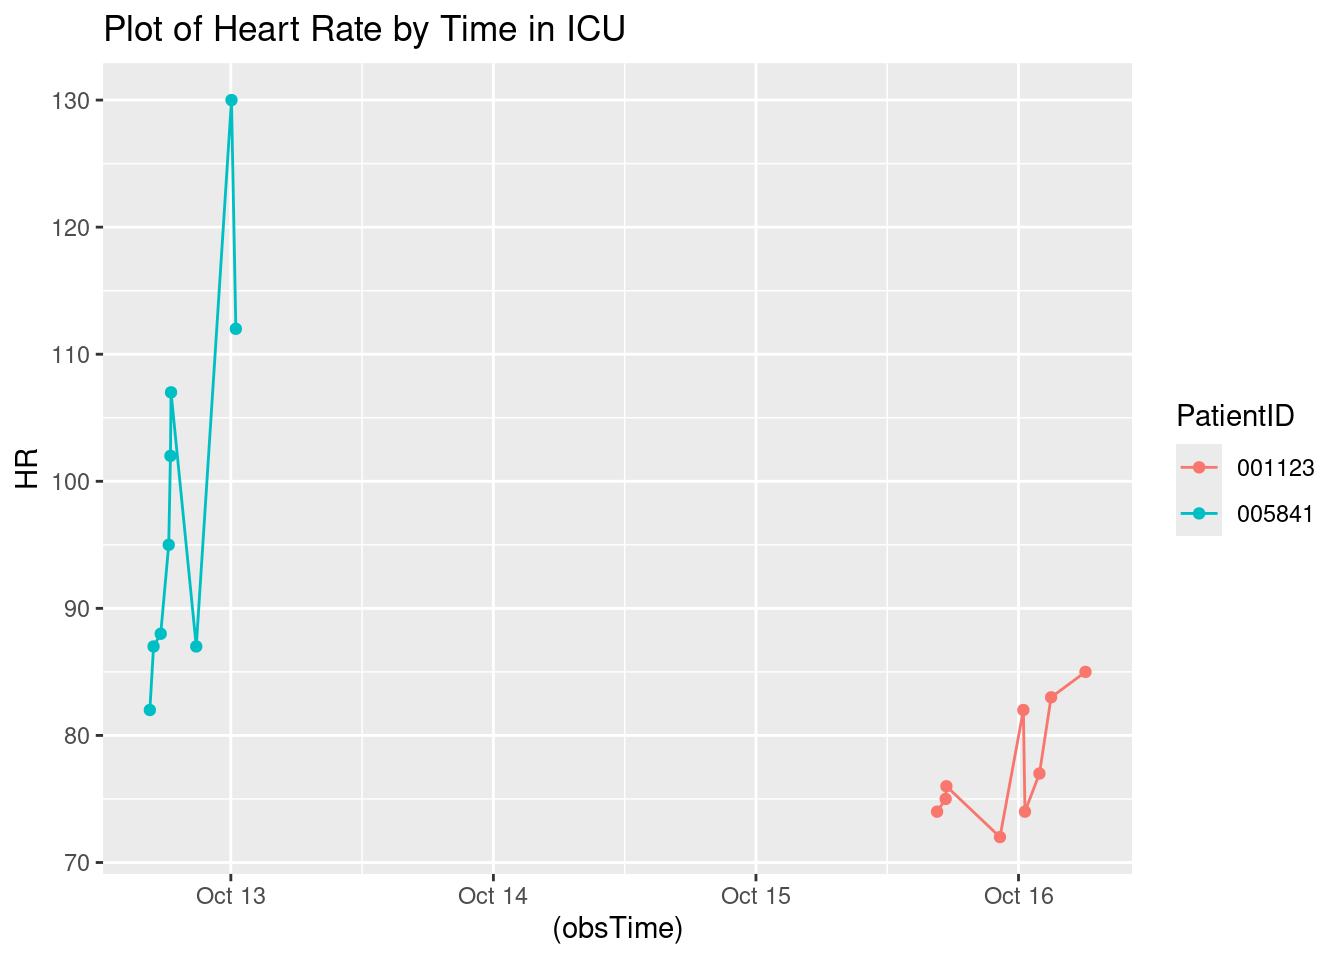 Plot of Heart Rate by Time in ICU
130
120
110
100
90
80
70
HR
Oct 13
Oct 14
Oct 15
Oct 16
(obsTime)
PatientID
001123
005841